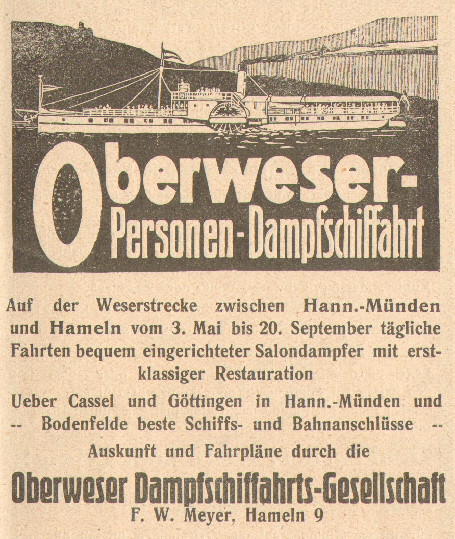 Oberweser-
Personen-Dampfschiffahrt
Auf der Weserstrecke zwischen Hann.-Münden
und Hameln vom 3. Mai bis 20. September tägliche
Fahrten bequem eingerichteter Salondampfer mit erst-
klassiger Restauration
Ueber Cassel und Göttingen in Hann.-Münden und
-- Bodenfelde beste Schiffs- und Bahnanschlüsse --
Auskunft und Fahrpläne durch die
Oberweser Dampfschiffahrts-Gesellschaft
F. W. Meyer, Hameln 9